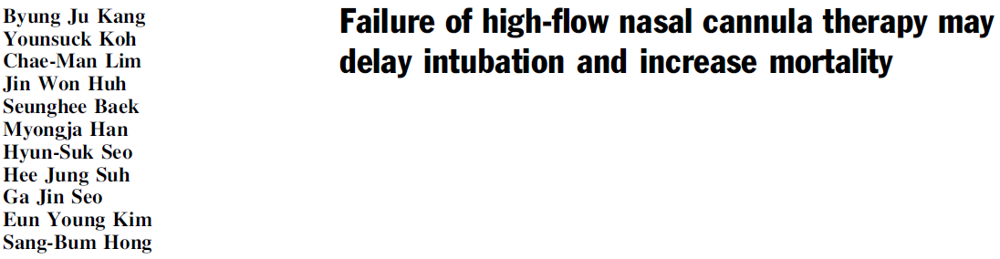 Byung Ju Kang
Younsuck Koh
Chae-Man Lim
Jin Won Huh
Seunghee Baek
Myongja Han
Hyun-Suk Seo
Hee Jung Suh
Ga Jin Seo
Eun Young Kim
Sang-Bum Hong
Failure of high-flow nasal cannula therapy may
delay intubation and increase mortality